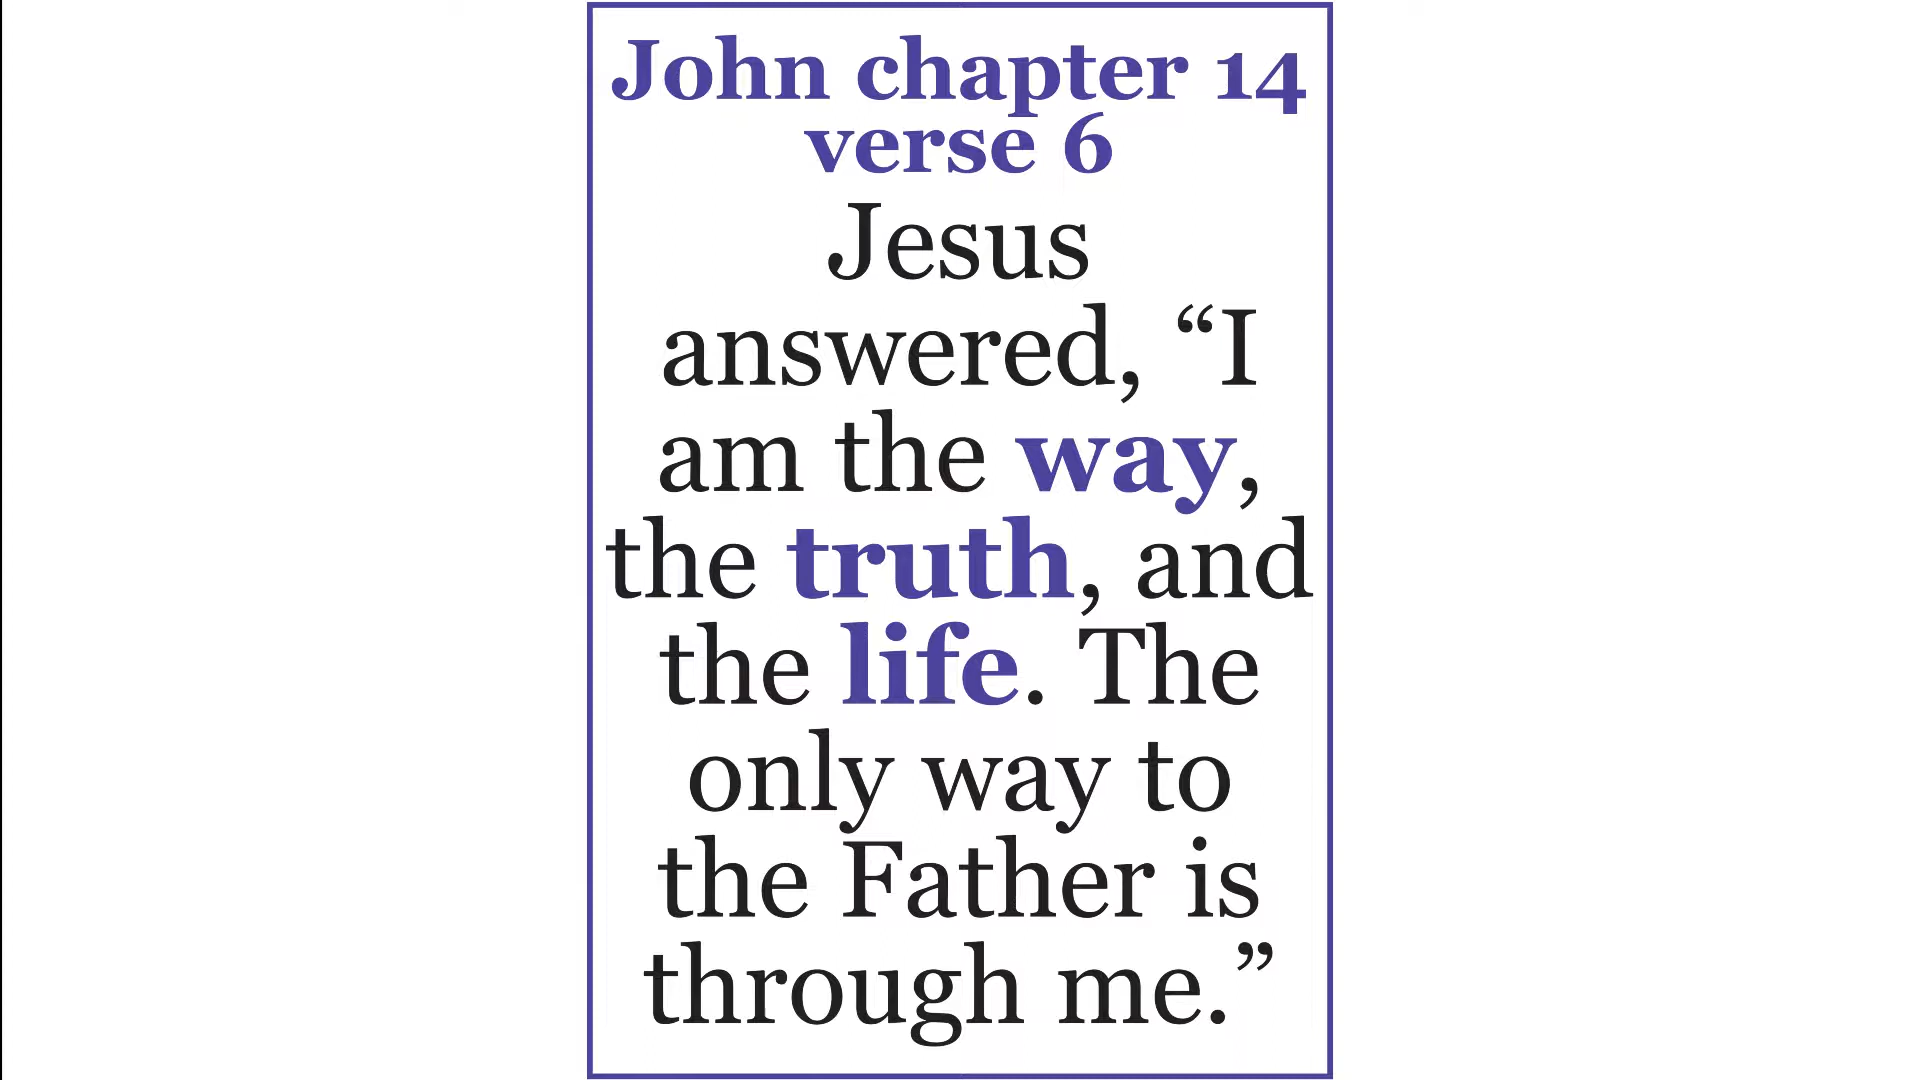 John chapter 14
verse 6
Jesus
answered, “I
am the way,
the truth, and
the life. The
only way to
the Father is
through me.”